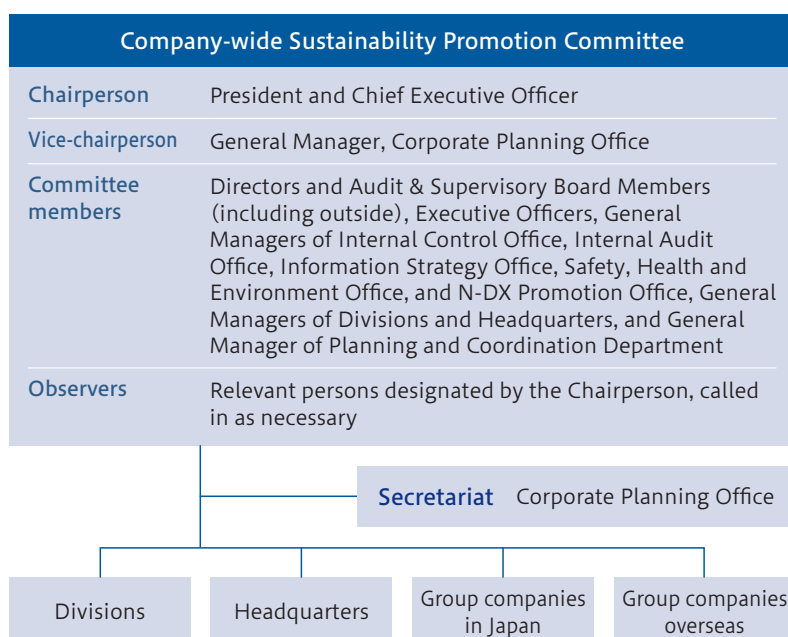 Company-wide Sustainability Promotion Committee
Chairperson President and Chief Executive Officer
Vice-chairperson General Manager, Corporate Planning Office
Committee members
Directors and Audit & Supervisory Board Members
(including outside), Executive Officers, General
Managers of Internal Control Office, Internal Audit
Office, Information Strategy Office, Safety, Health and
Environment Office, and N-DX Promotion Office, General
Managers of Divisions and Headquarters, and General
Manager of Planning and Coordination Department
Observers Relevant persons designated by the Chairperson, called
in as necessary
Secretariat Corporate Planning Office
Divisions
Headquarters
Group companies
in Japan
Group companies
overseas